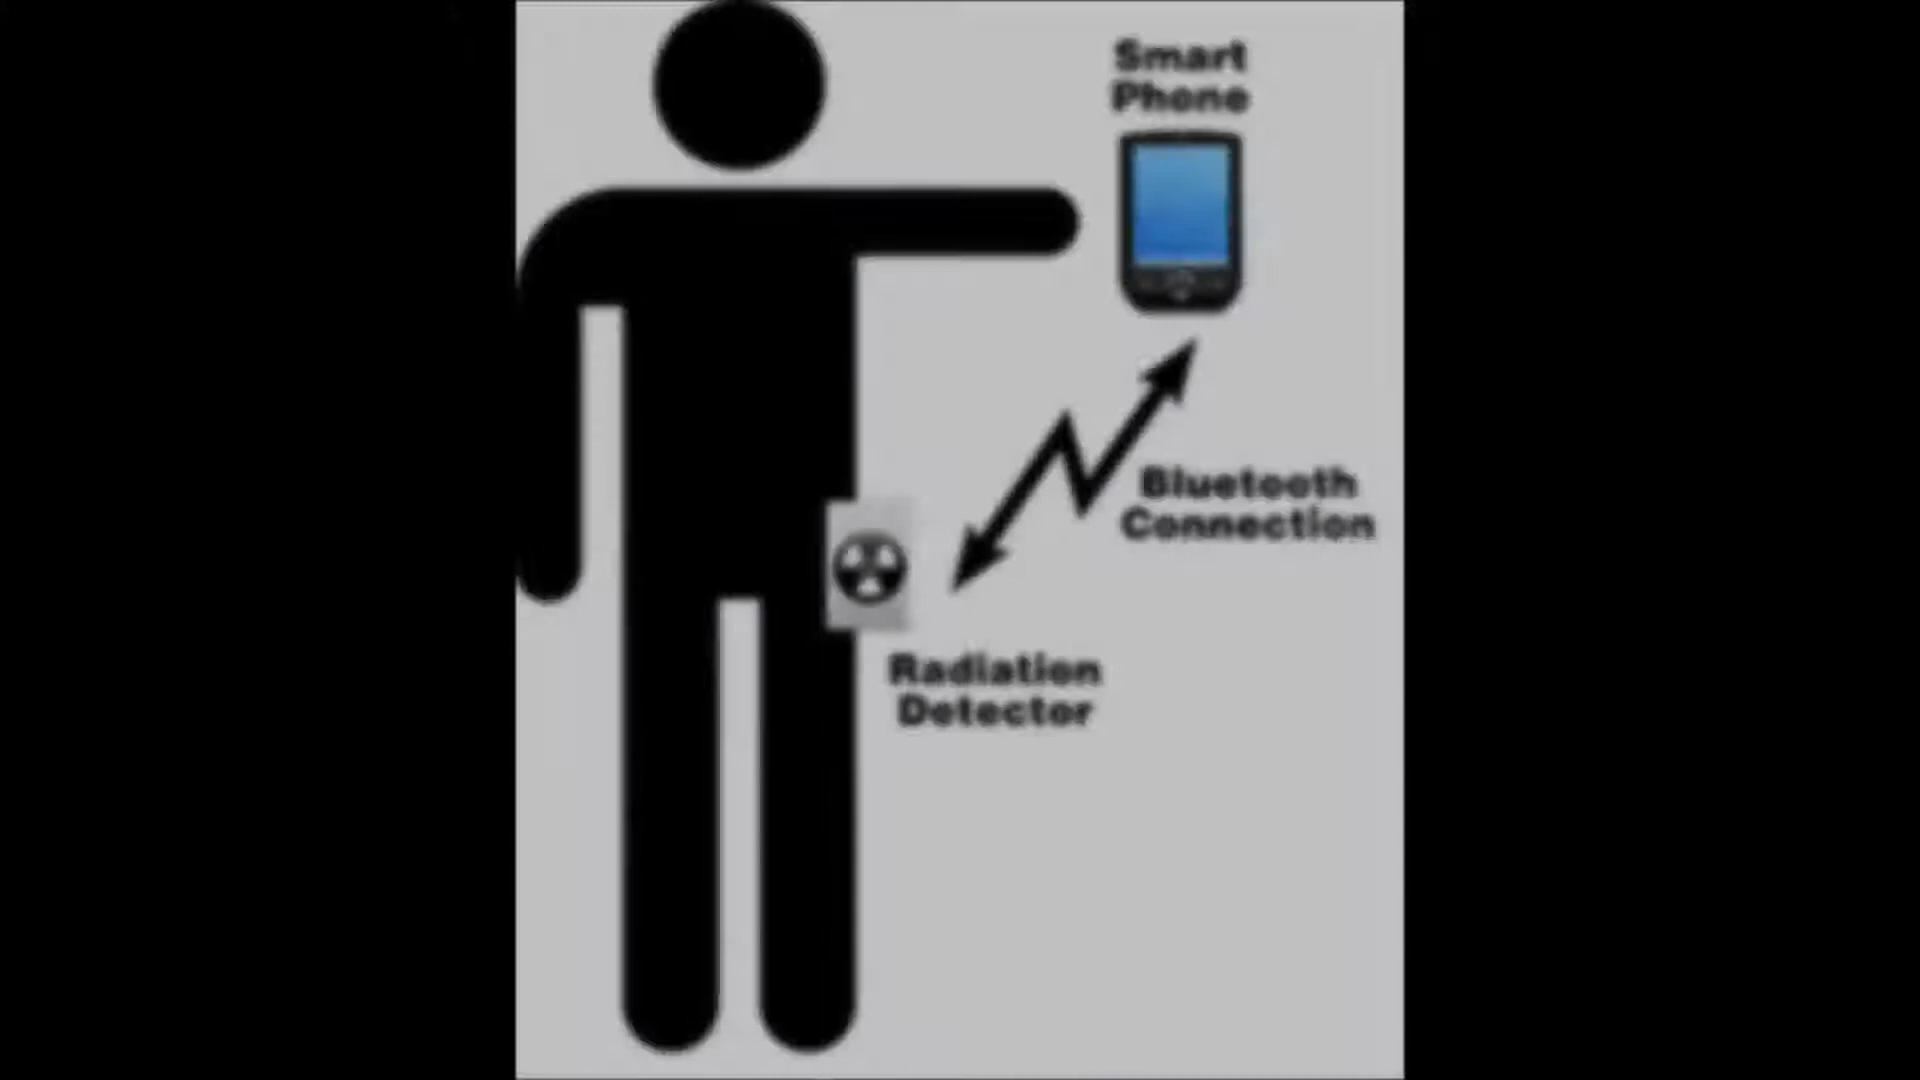 Smart
Phone
Bluetooth
Connection
Radiation
Detector